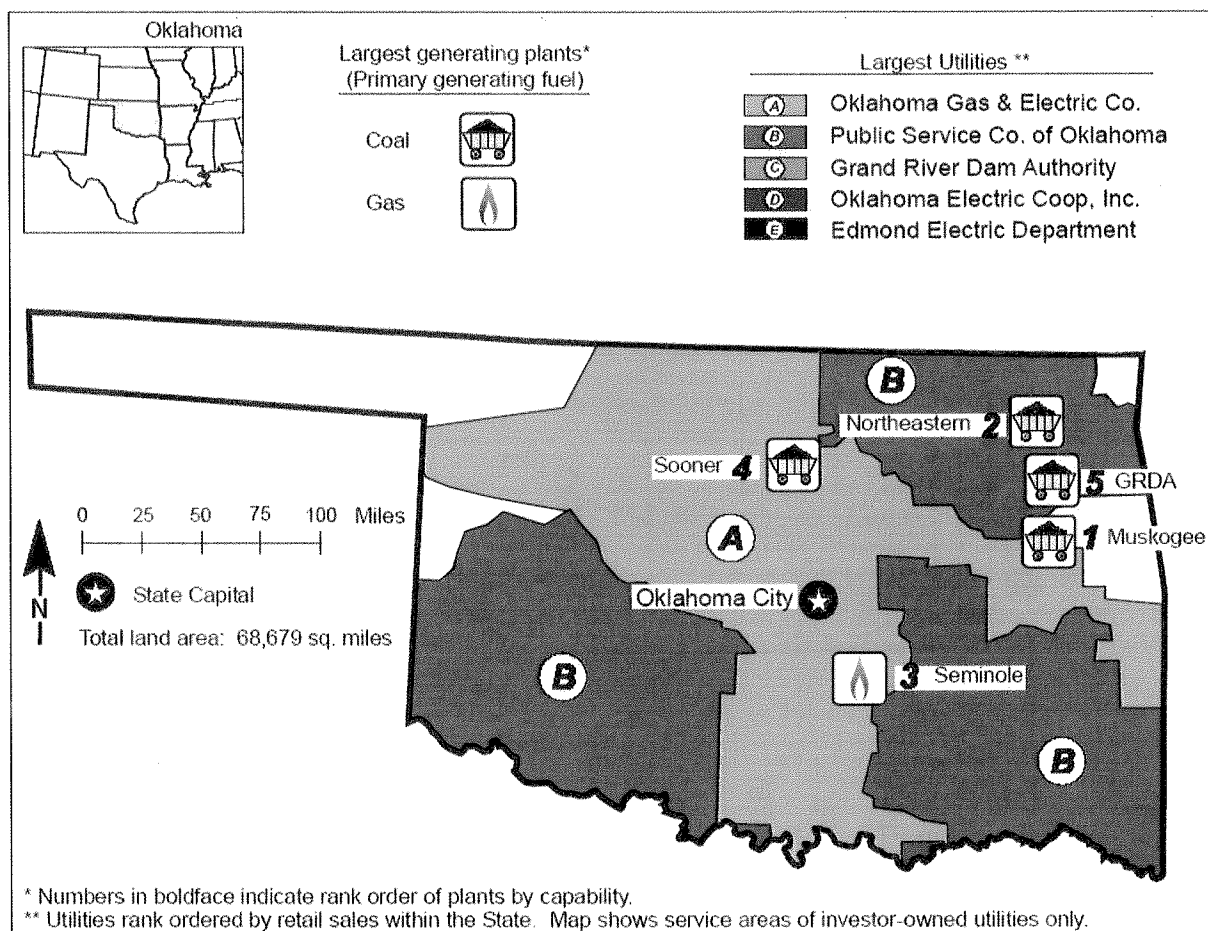 Oklahoma
Largest generating plants*
(Primary generating fuel)
Coal
Gas
Largest Utilities **
A Oklahoma Gas & Electric Co.
B Public Service Co. of Oklahoma
C Grand River Dam Authority
D Oklahoma Electric Coop, Inc.
E Edmond Electric Department
B
Northeastern 2
Sooner 4
5 GRDA
0 25 50 75 100 Miles
A
1 Muskogee
N
State Capital
Oklahoma City
Total land area: 68,679 sq. miles
B
3 Seminole
B
* Numbers in boldface indicate rank order of plants by capability.
** Utilities rank ordered by retail sales within the State. Map shows service areas of investor-owned utilities only.